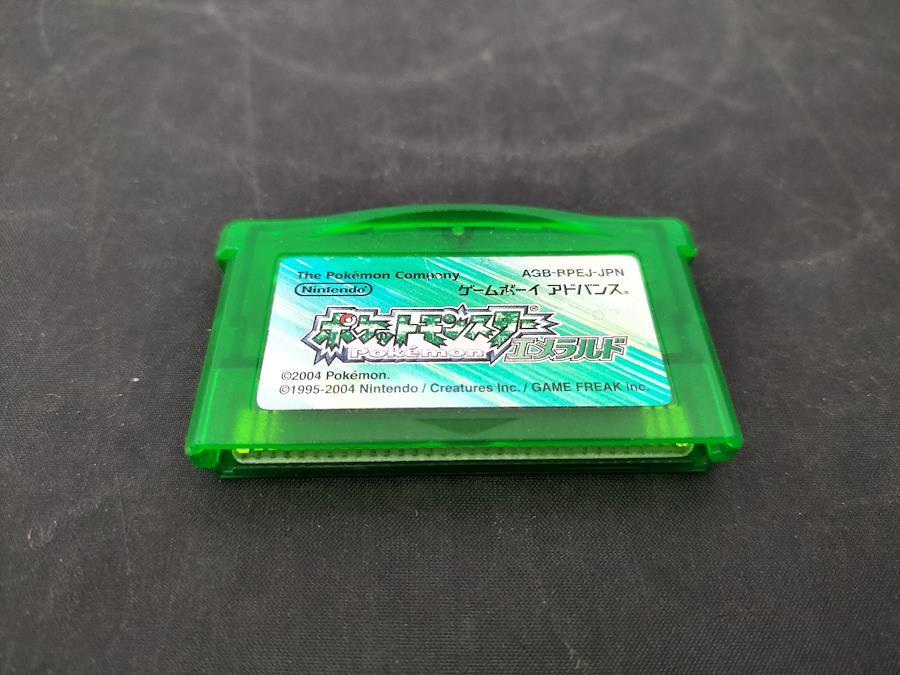 The Pokémon Company
AGB-BPEJ-JPN
Nintendo
ゲームボーイ アドバンス®
ポケットモンスター®
Pokémon
エメラルド
©2004 Pokémon.
©1995-2004 Nintendo / Creatures Inc. / GAME FREAK inc.